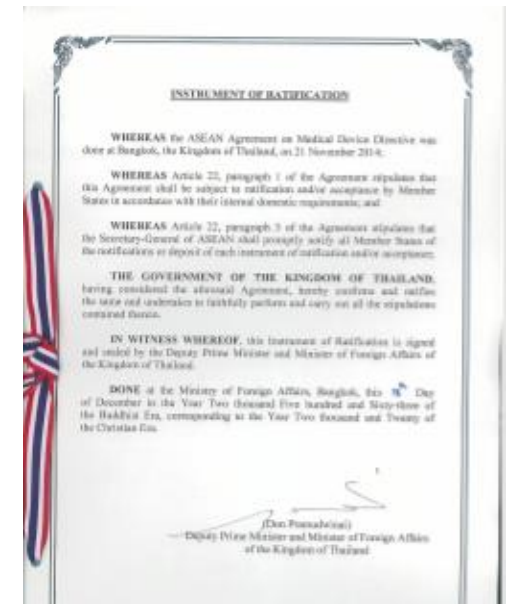 INSTRUMENT OF RATIFICATION
WHEREAS the ASEAN Agreement on Medical Device Directive was
done at Bangkok, the Kingdom of Thailand, on 21 November 2014;
WHEREAS Article 22, paragraph 1 of the Agreement stipulates that
this Agreement shall be subject to ratification and/or acceptance by Member
States in accordance with their internal domestic requirements; and
WHEREAS Article 22, paragraph 3 of the Agreement stipulates that
the Secretary-General of ASEAN shall promptly notify all Member States of
the notifications or deposit of each instrument of ratification and/or acceptance;
THE GOVERNMENT OF THE KINGDOM OF THAILAND,
having considered the aforesaid Agreement, hereby confirms and ratifies
the same and undertakes to faithfully perform and carry out all the stipulations
contained therein.
IN WITNESS WHEREOF, this Instrument of Ratification is signed
and sealed by the Deputy Prime Minister and Minister of Foreign Affairs of
the Kingdom of Thailand.
DONE at the Ministry of Foreign Affairs, Bangkok, this Day
of December in the Year Two thousand Five hundred and Sixty-three of
the Buddhist Era, corresponding to the Year Two thousand and Twenty of
the Christian Era.
(Don Pramudwinai)
Deputy Prime Minister and Minister of Foreign Affairs
of the Kingdom of Thailand